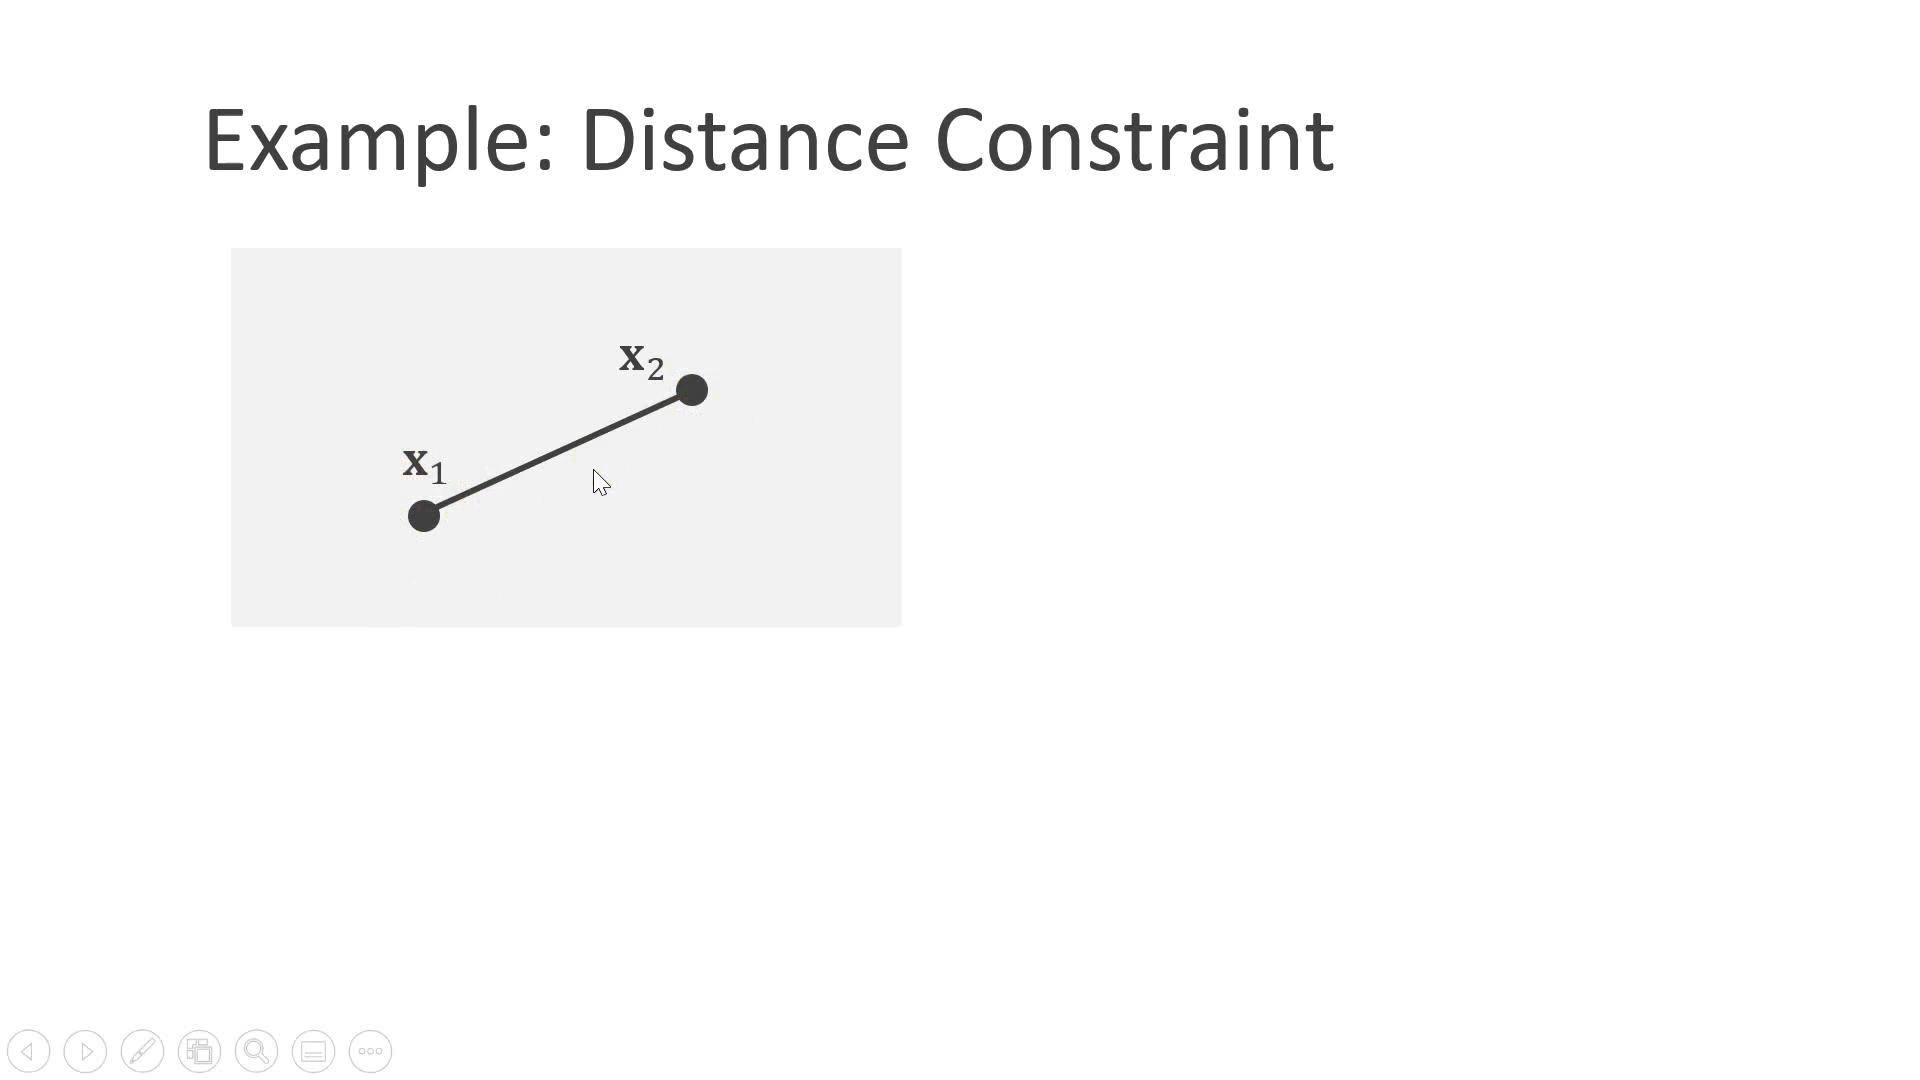 Example: Distance Constraint
x₂
x₁